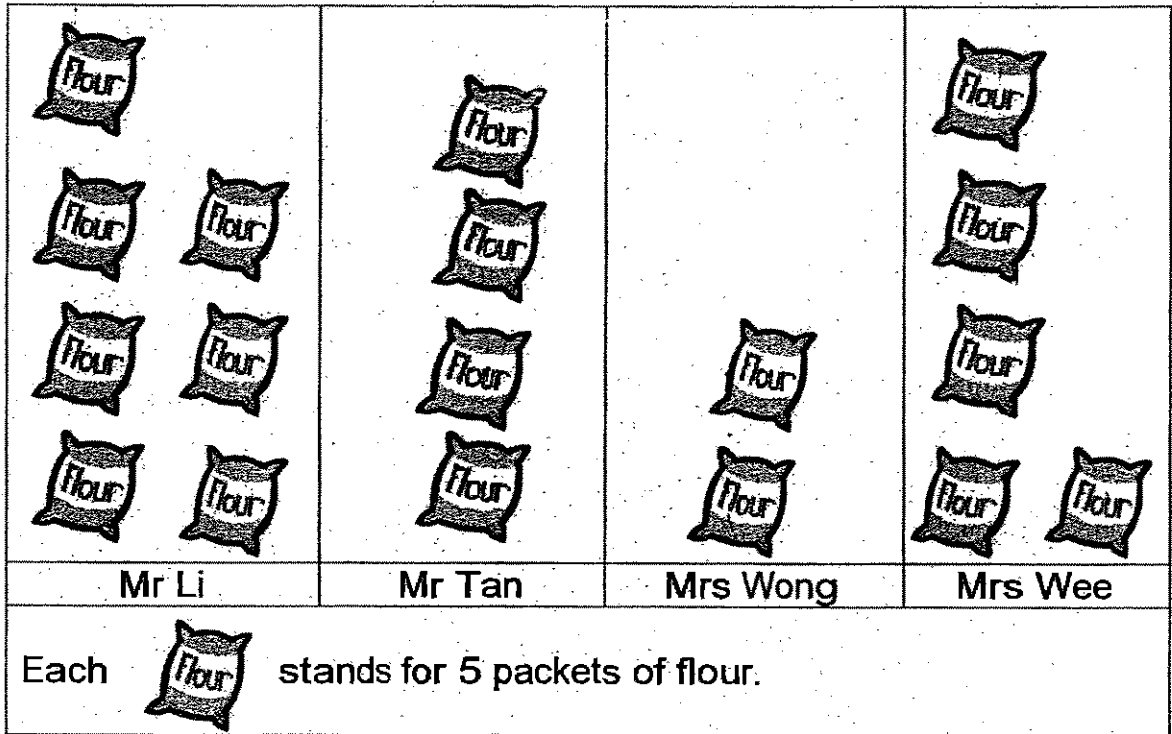 Flour Flour Flour
Flour Flour Flour Flour
Flour Flour Flour Flour Flour
Flour Flour Flour Flour Flour Flour
Mr Li Mr Tan Mrs Wong Mrs Wee
Each Flour stands for 5 packets of flour.